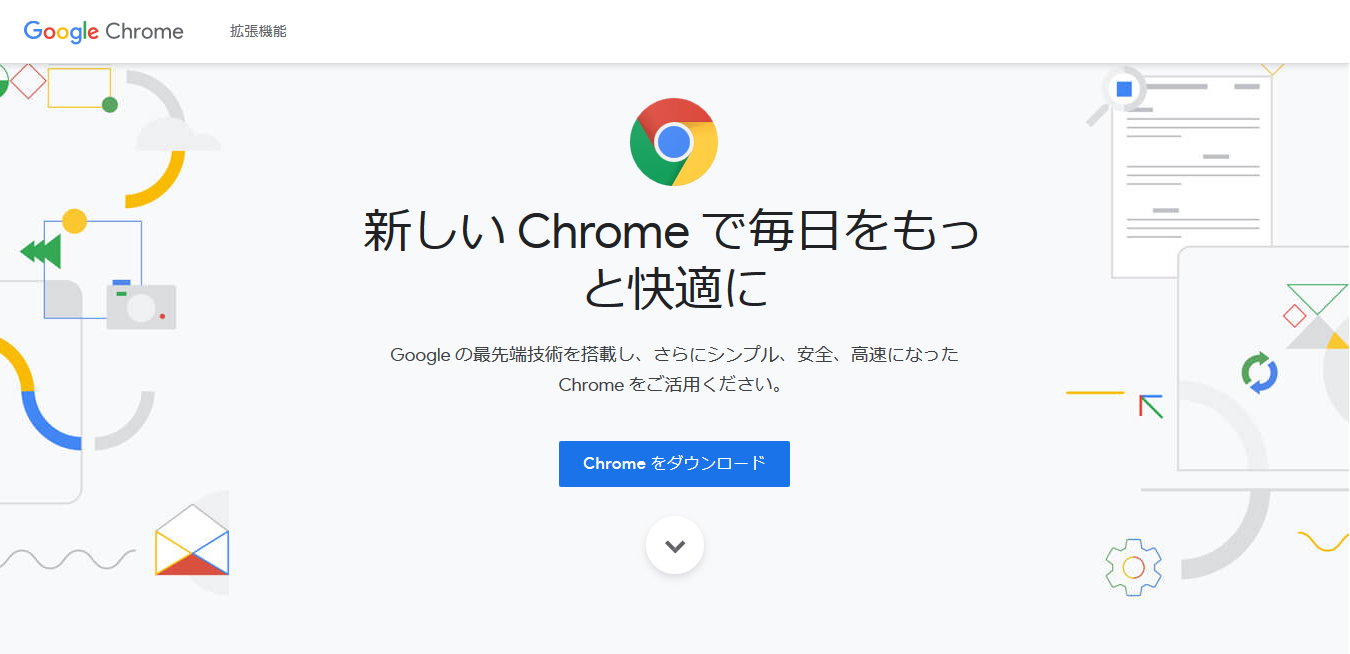 Google Chrome
拡張機能
新しい Chrome で毎日をもっ
と快適に
Google の最先端技術を搭載し、さらにシンプル、安全、高速になった
Chrome をご活用ください。
Chrome をダウンロード